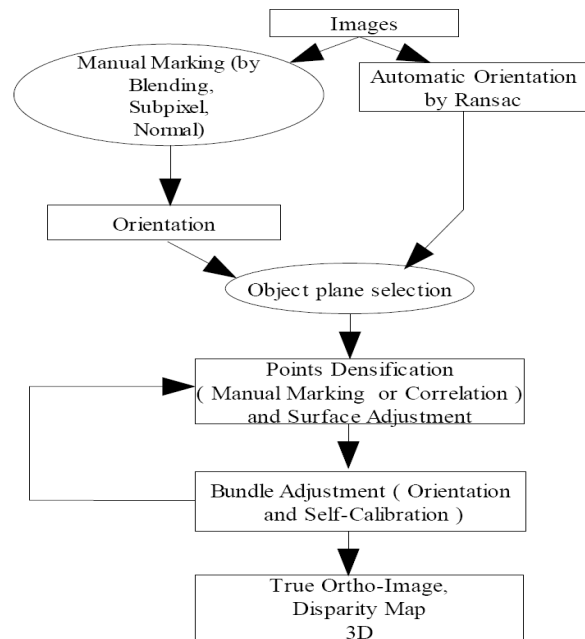 Images
Manual Marking (by
Blending,
Subpixel,
Normal)
Automatic Orientation
by Ransac
Orientation
Object plane selection
Points Densification
( Manual Marking or Correlation )
and Surface Adjustment
Bundle Adjustment ( Orientation
and Self-Calibration )
True Ortho-Image,
Disparity Map
3D